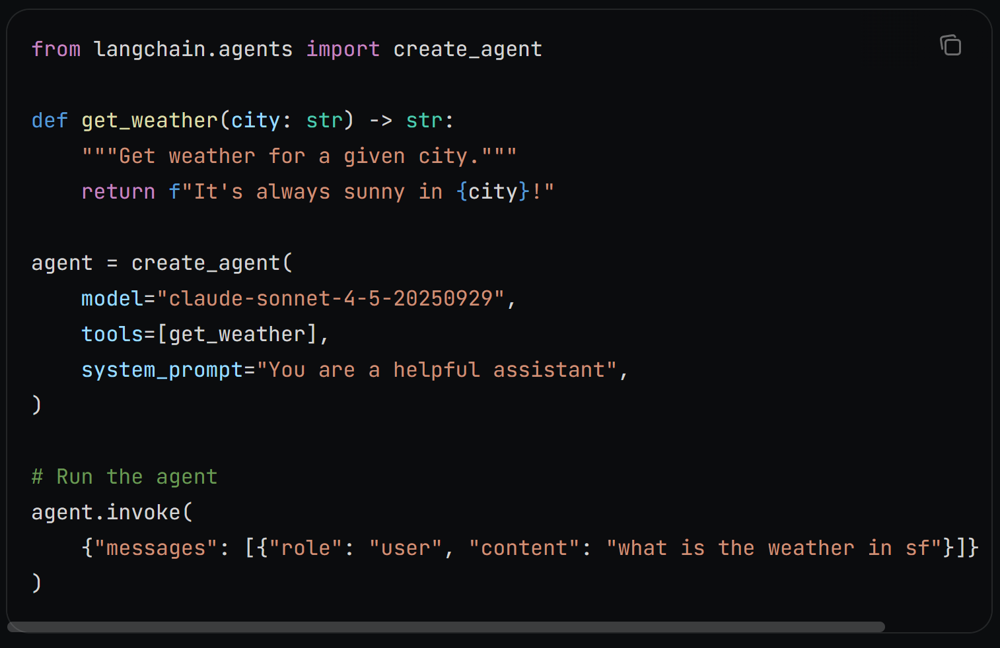 from langchain.agents import create_agent
def get_weather(city: str) -> str:
    """Get weather for a given city."""
    return f"It's always sunny in {city}!"
agent = create_agent(
    model="claude-sonnet-4-5-20250929",
    tools=[get_weather],
    system_prompt="You are a helpful assistant",
)
# Run the agent
agent.invoke(
    {"messages": [{"role": "user", "content": "what is the weather in sf"}]}
)